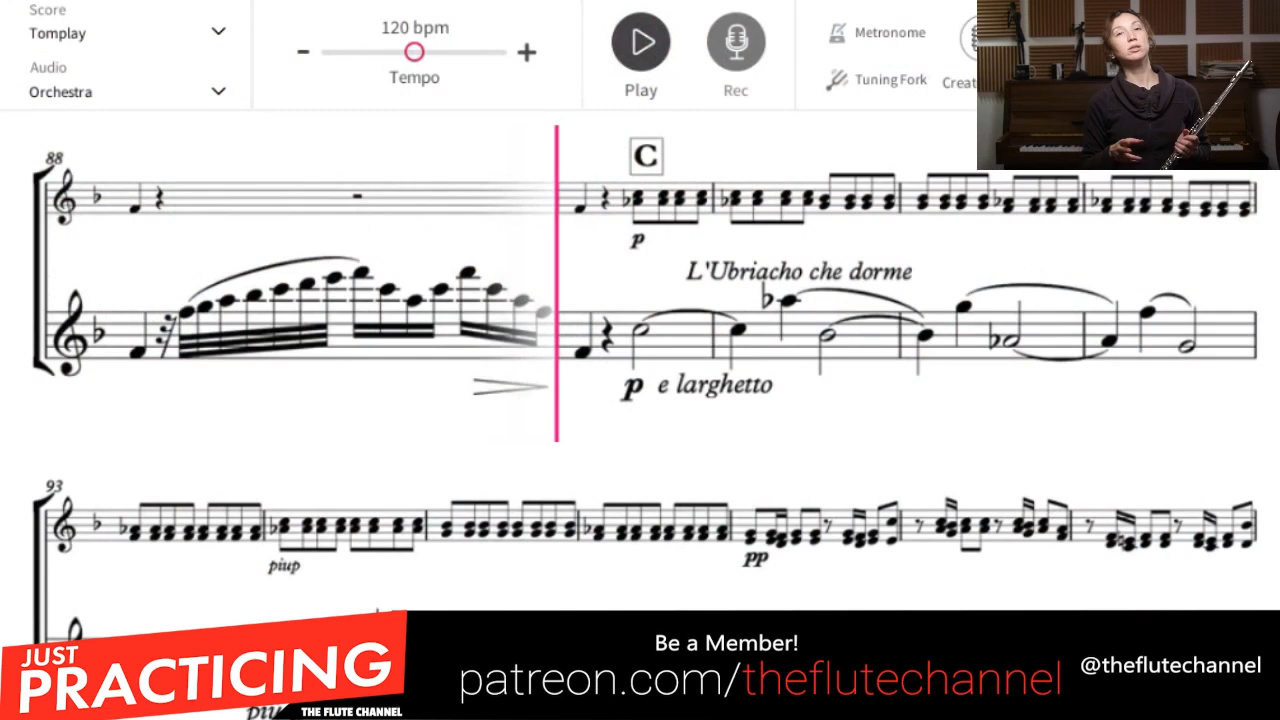 Score
Tomplay
Audio
Orchestra
120 bpm
Tempo
Play
Rec
Metronome
Tuning Fork
88
C
p
L'Ubriacho che dorme
p e larghetto
93
piup
pp
JUST
PRACTICING
THE FLUTE CHANNEL
Be a Member!
patreon.com/theflutechannel
@theflutechannel